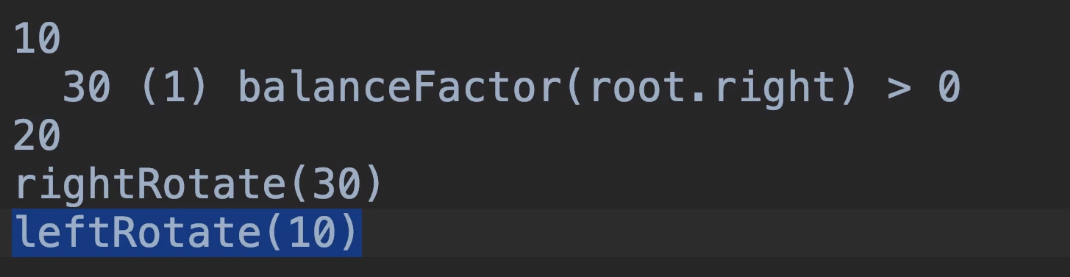 10
  30 (1) balanceFactor(root.right) > 0
20
rightRotate(30)
leftRotate(10)